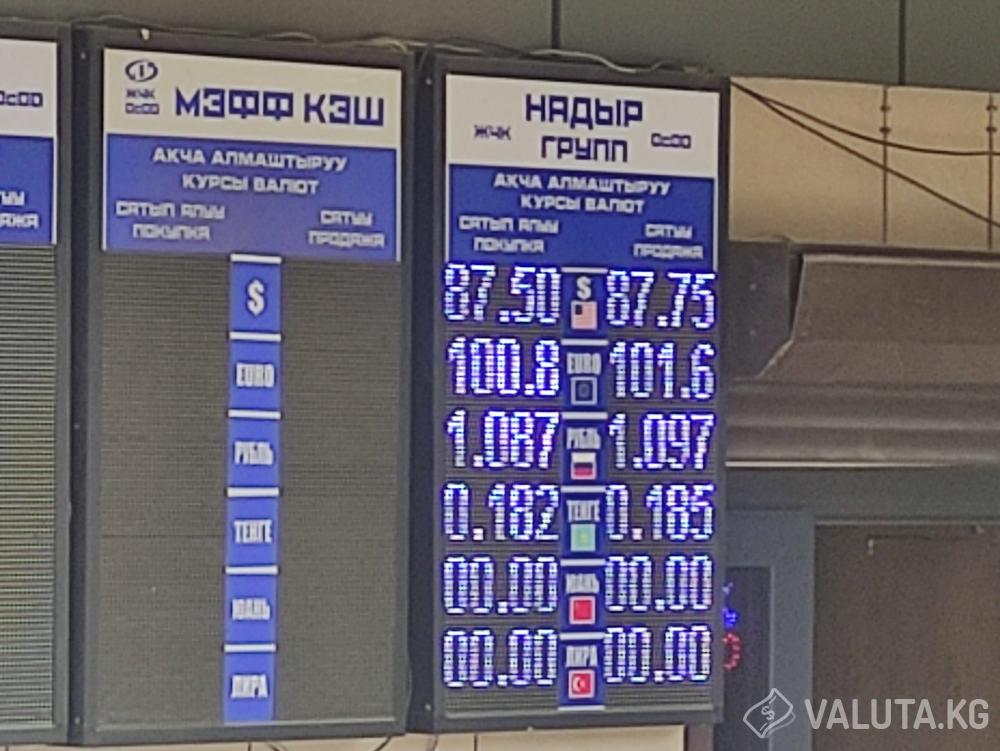 ЖЧК
ОсОО
МЭФФ КЭШ
АКЧА АЛМАШТЫРУУ
КУРСЫ ВАЛЮТ
САТЫП АЛУУ
ПОКУПКА
САТУУ
ПРОДАЖА
$
EURO
РУБЛЬ
ТЕНГЕ
ЮАНЬ
ЛИРА
НАДЫР
ЖЧК ГРУПП ОсОО
АКЧА АЛМАШТЫРУУ
КУРСЫ ВАЛЮТ
САТЫП АЛУУ
ПОКУПКА
САТУУ
ПРОДАЖА
87.50 $ 87.75
100.8 EURO 101.6
1.087 РУБЛЬ 1.097
0.182 ТЕНГЕ 0.185
00.00 ЮАНЬ 00.00
00.00 ЛИРА 00.00
VALUTA.KG